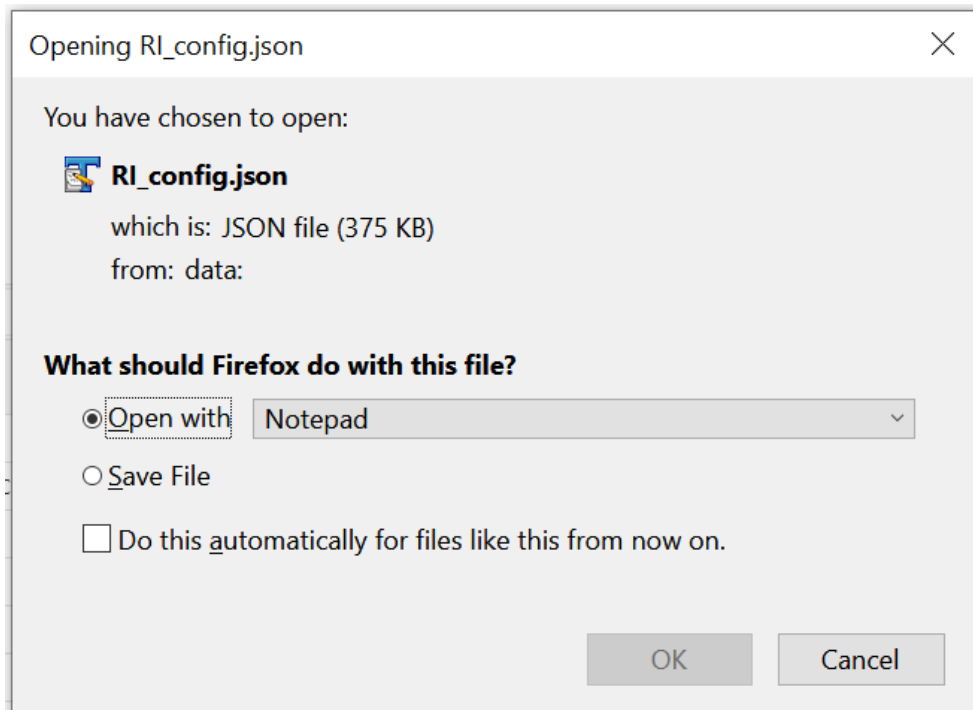 Opening RI_config.json
You have chosen to open:
RI_config.json
which is: JSON file (375 KB)
from: data:
What should Firefox do with this file?
Open with Notepad
Save File
Do this automatically for files like this from now on.
OK Cancel